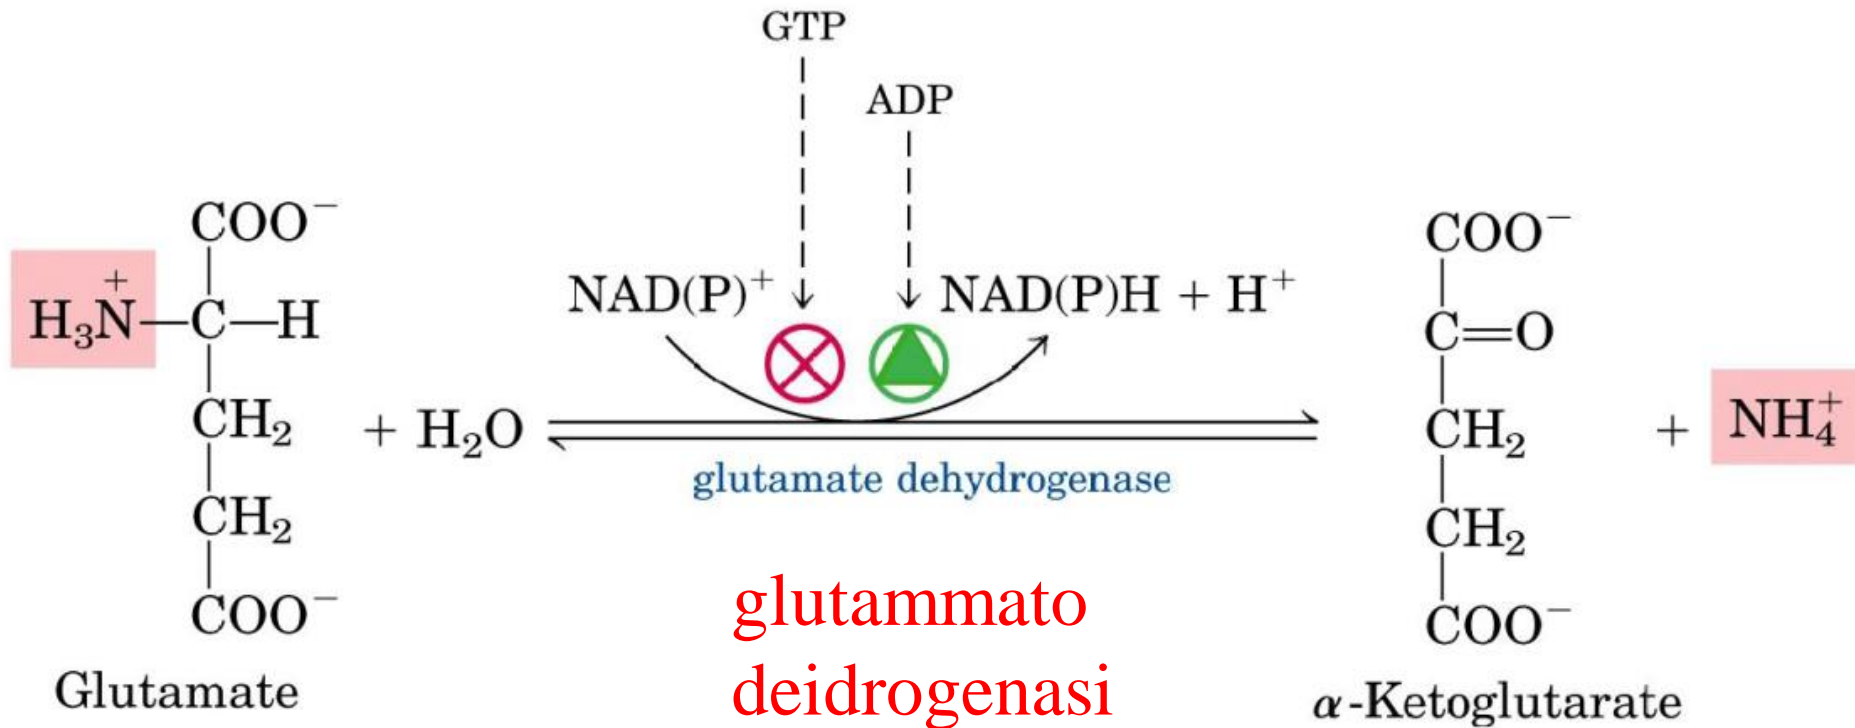 GTP
ADP
COO⁻
H₃N⁺—C—H
CH₂
CH₂
COO⁻
Glutamate
+ H₂O
NAD(P)⁺
NAD(P)H + H⁺
glutamate dehydrogenase
glutammato
deidrogenasi
COO⁻
C=O
CH₂
CH₂
COO⁻
α-Ketoglutarate
+ NH₄⁺